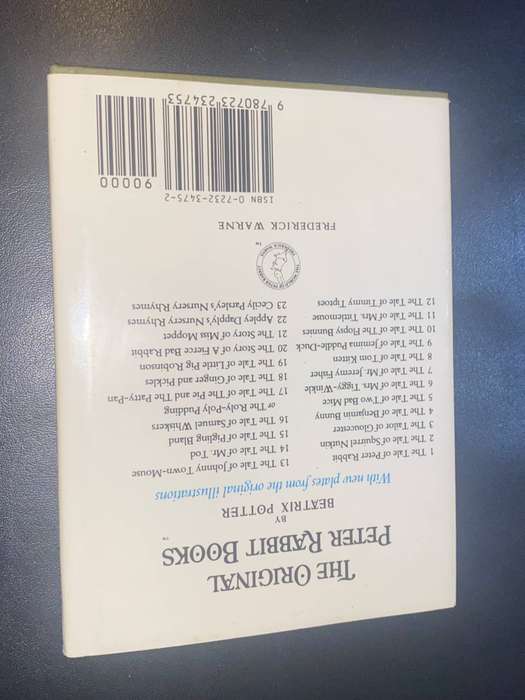 THE ORIGINAL
PETER RABBIT BOOKS™
BY
BEATRIX POTTER
With new plates from the original illustrations
1 The Tale of Peter Rabbit
2 The Tale of Squirrel Nutkin
3 The Tailor of Gloucester
4 The Tale of Benjamin Bunny
5 The Tale of Two Bad Mice
6 The Tale of Mrs. Tiggy-Winkle
7 The Tale of Mr. Jeremy Fisher
8 The Tale of Tom Kitten
9 The Tale of Jemima Puddle-Duck
10 The Tale of The Flopsy Bunnies
11 The Tale of Mrs. Tittlemouse
12 The Tale of Timmy Tiptoes
13 The Tale of Johnny Town-Mouse
14 The Tale of Mr. Tod
15 The Tale of Pigling Bland
16 The Tale of Samuel Whiskers
or The Roly-Poly Pudding
17 The Tale of The Pie and The Patty-Pan
18 The Tale of Ginger and Pickles
19 The Tale of Little Pig Robinson
20 The Story of A Fierce Bad Rabbit
21 The Story of Miss Moppet
22 Appley Dapply's Nursery Rhymes
23 Cecily Parsley's Nursery Rhymes
THE WORLD OF PETER RABBIT
FREDERICK WARNE
™
FREDERICK WARNE
ISBN 0-7232-3475-2
90000
9 780723 234753